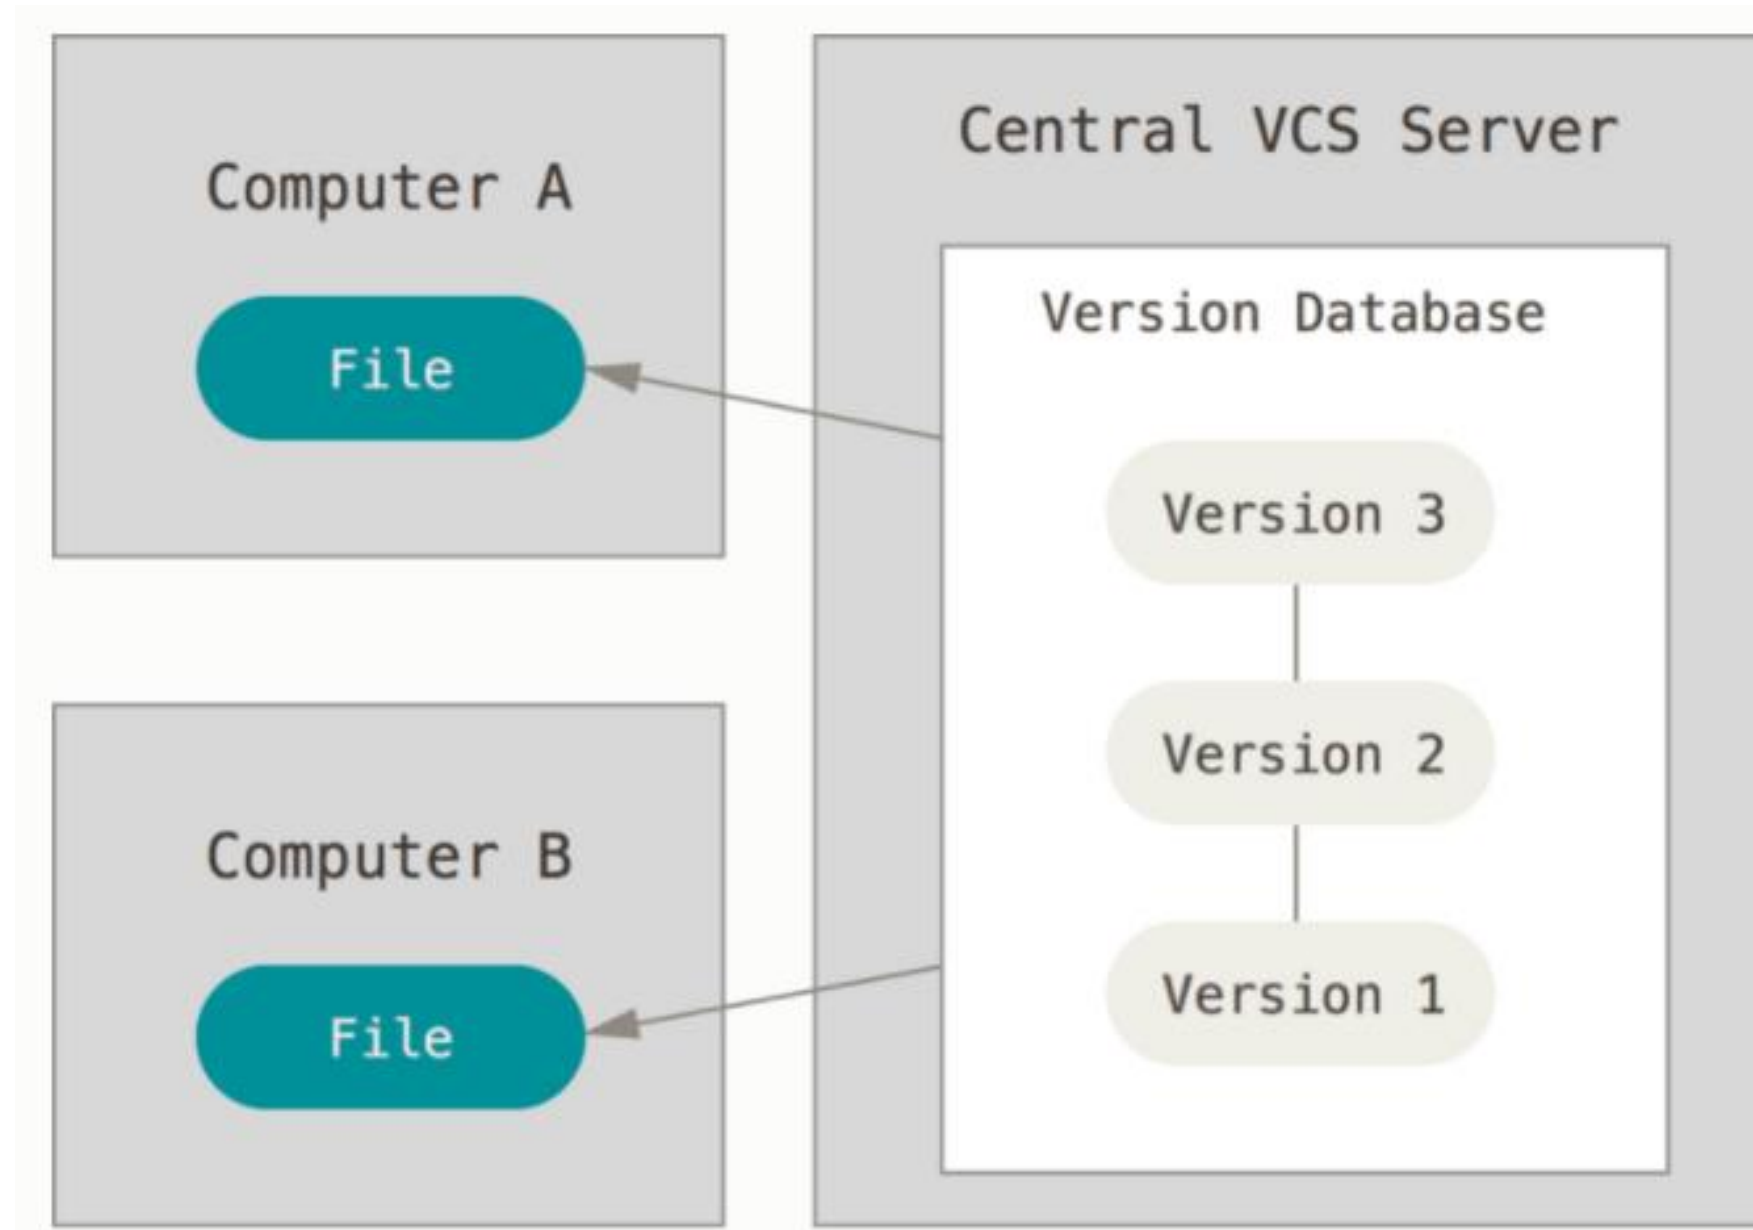 Computer A
File
Computer B
File
Central VCS Server
Version Database
Version 3
Version 2
Version 1